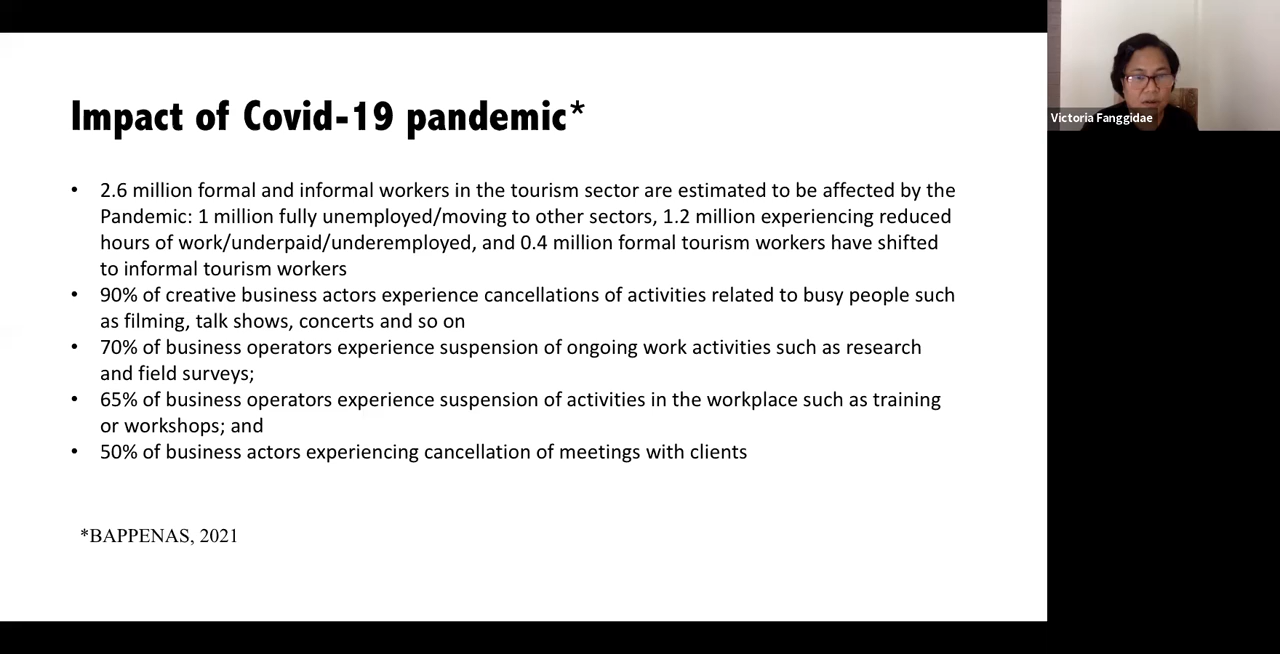 Impact of Covid-19 pandemic*
• 2.6 million formal and informal workers in the tourism sector are estimated to be affected by the
Pandemic: 1 million fully unemployed/moving to other sectors, 1.2 million experiencing reduced
hours of work/underpaid/underemployed, and 0.4 million formal tourism workers have shifted
to informal tourism workers
• 90% of creative business actors experience cancellations of activities related to busy people such
as filming, talk shows, concerts and so on
• 70% of business operators experience suspension of ongoing work activities such as research
and field surveys;
• 65% of business operators experience suspension of activities in the workplace such as training
or workshops; and
• 50% of business actors experiencing cancellation of meetings with clients
*BAPPENAS, 2021
Victoria Fanggidae